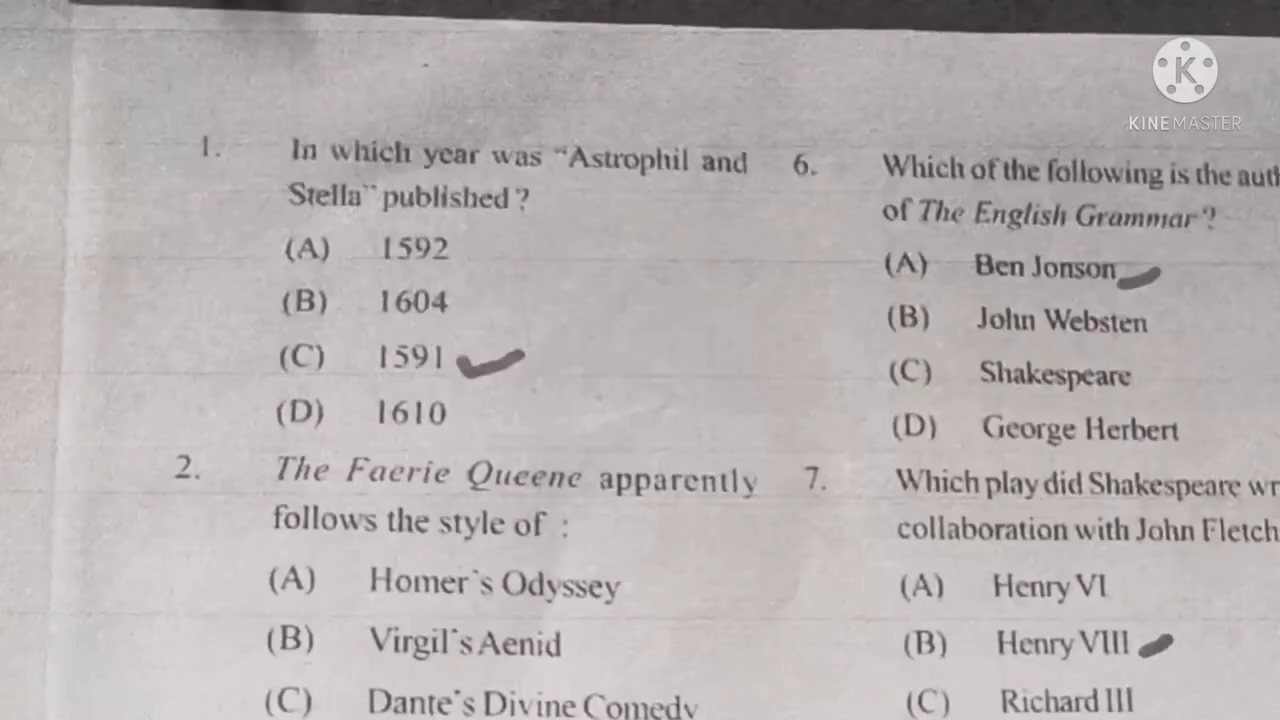 KINEMASTER
1. In which year was "Astrophil and
Stella" published ?
(A) 1592
(B) 1604
(C) 1591
(D) 1610
2. The Faerie Queene apparently
follows the style of :
(A) Homer's Odyssey
(B) Virgil's Aenid
(C) Dante's Divine Comedy
6. Which of the following is the auth
of The English Grammar ?
(A) Ben Jonson
(B) John Websten
(C) Shakespeare
(D) George Herbert
7. Which play did Shakespeare wr
collaboration with John Fletch
(A) Henry VI
(B) Henry VIII
(C) Richard III